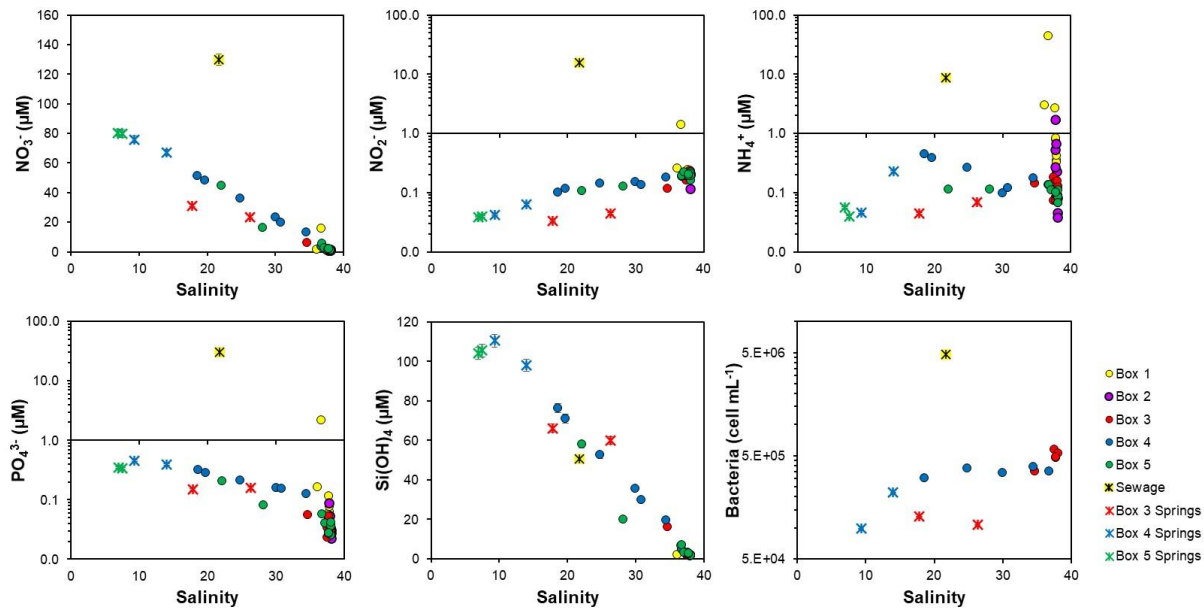 160
140
120
100
80
60
40
20
0
NO₃⁻ (µM)
0 10 20 30 40
Salinity
100.0
10.0
1.0
0.1
0.0
NO₂⁻ (µM)
0 10 20 30 40
Salinity
100.0
10.0
1.0
0.1
0.0
NH₄⁺ (µM)
0 10 20 30 40
Salinity
100.0
10.0
1.0
0.1
0.0
PO₄³⁻ (µM)
0 10 20 30 40
Salinity
120
100
80
60
40
20
0
Si(OH)₄ (µM)
0 10 20 30 40
Salinity
5.E+06
5.E+05
5.E+04
Bacteria (cell mL⁻¹)
0 10 20 30 40
Salinity
Box 1
Box 2
Box 3
Box 4
Box 5
Sewage
Box 3 Springs
Box 4 Springs
Box 5 Springs